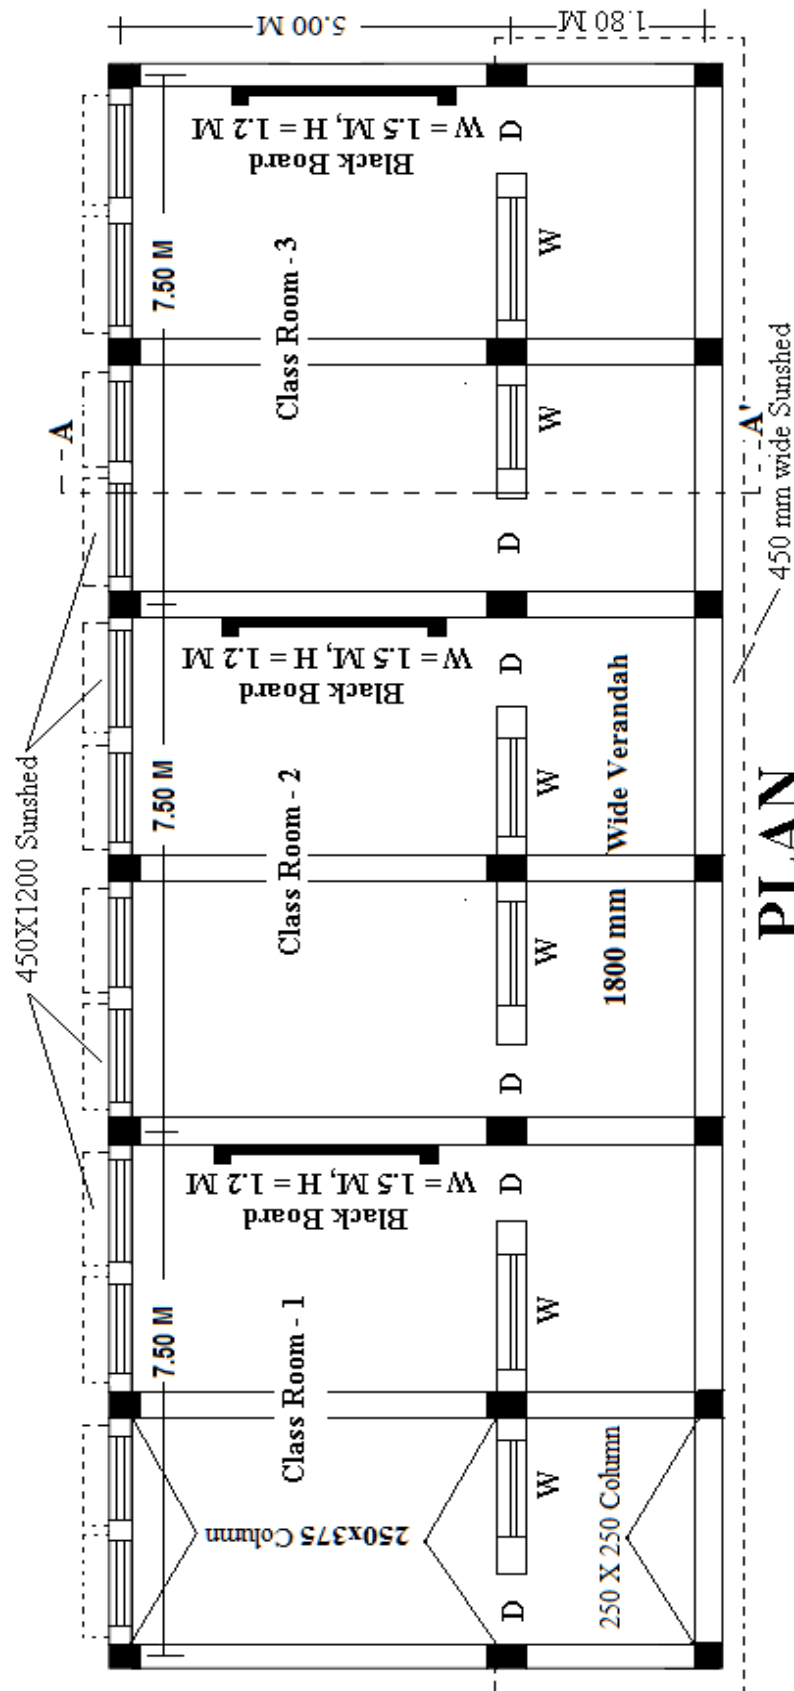 5.00 M
1.80 M
Black Board
W = 1.5 M, H = 1.2 M
D
7.50 M
Class Room - 3
W
W
A
A'
450 mm wide Sunshed
D
450X1200 Sunshed
Black Board
W = 1.5 M, H = 1.2 M
D
7.50 M
Class Room - 2
W
W
1800 mm Wide Verandah
PLAN
D
Black Board
W = 1.5 M, H = 1.2 M
D
7.50 M
Class Room - 1
W
W
250x375 Column
250 X 250 Column
D